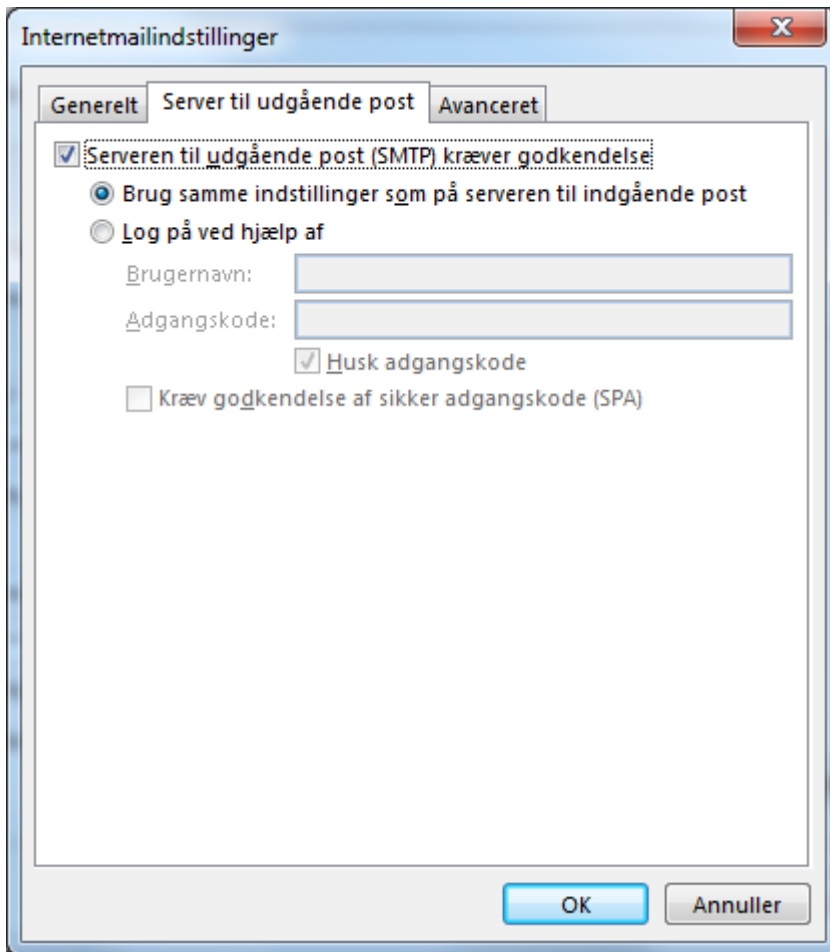 Internetmailindstillinger
Generelt Server til udgående post Avanceret
Serveren til udgående post (SMTP) kræver godkendelse
Brug samme indstillinger som på serveren til indgående post
Log på ved hjælp af
Brugernavn:
Adgangskode:
Husk adgangskode
Kræv godkendelse af sikker adgangskode (SPA)
OK Annuller